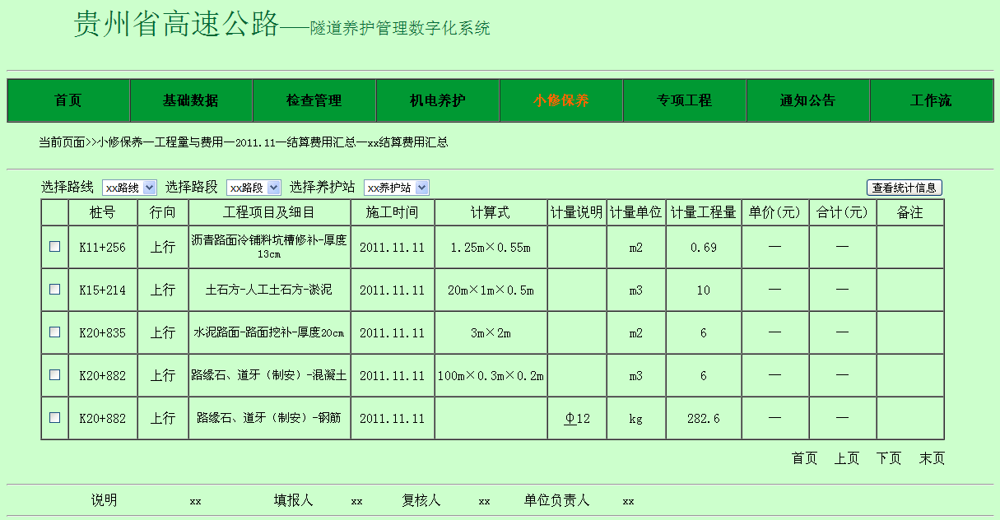 贵州省高速公路——隧道养护管理数字化系统
首页 基础数据 检查管理 机电养护 小修保养 专项工程 通知公告 工作流
当前页面>>小修保养—工程量与费用—2011.11—结算费用汇总—xx结算费用汇总
选择路线 xx路线 选择路段 xx路段 选择养护站 xx养护站 查看统计信息
桩号 行向 工程项目及细目 施工时间 计算式 计量说明 计量单位 计量工程量 单价(元) 合计(元) 备注
K11+256 上行 沥青路面冷铺料坑槽修补-厚度13cm 2011.11.11 1.25m×0.55m m2 0.69 — —
K15+214 上行 土石方-人工土石方-淤泥 2011.11.11 20m×1m×0.5m m3 10 — —
K20+835 上行 水泥路面-路面挖补-厚度20cm 2011.11.11 3m×2m m2 6 — —
K20+882 上行 路缘石、道牙（制安）-混凝土 2011.11.11 100m×0.3m×0.2m m3 6 — —
K20+882 上行 路缘石、道牙（制安）-钢筋 2011.11.11 Φ12 kg 282.6 — —
首页 上页 下页 末页
说明 xx 填报人 xx 复核人 xx 单位负责人 xx